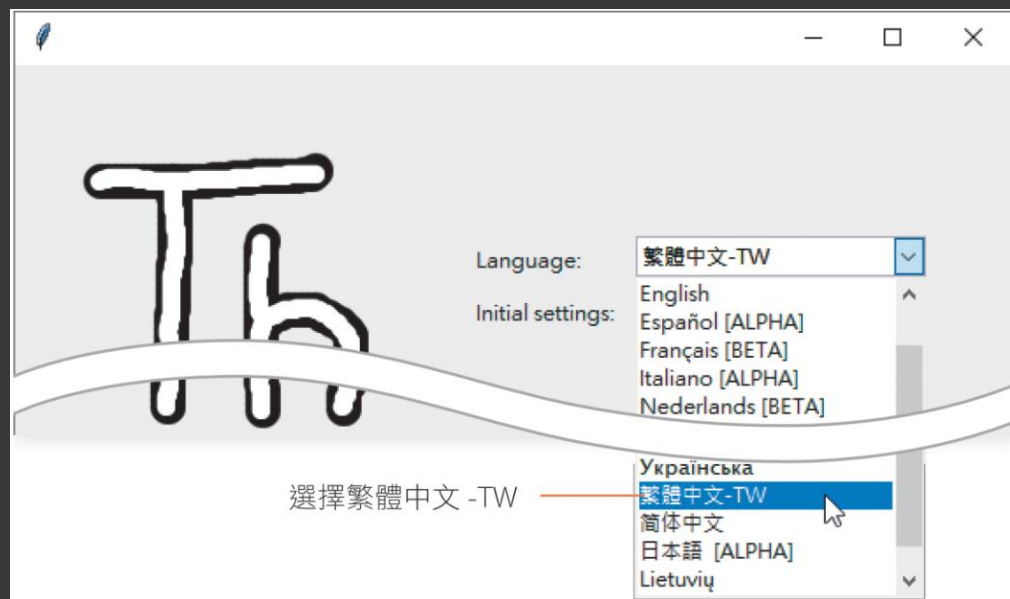 Th
Language:
繁體中文-TW
Initial settings:
English
Español [ALPHA]
Français [BETA]
Italiano [ALPHA]
Nederlands [BETA]
Українська
選擇繁體中文 -TW
繁體中文-TW
简体中文
日本語 [ALPHA]
Lietuvių